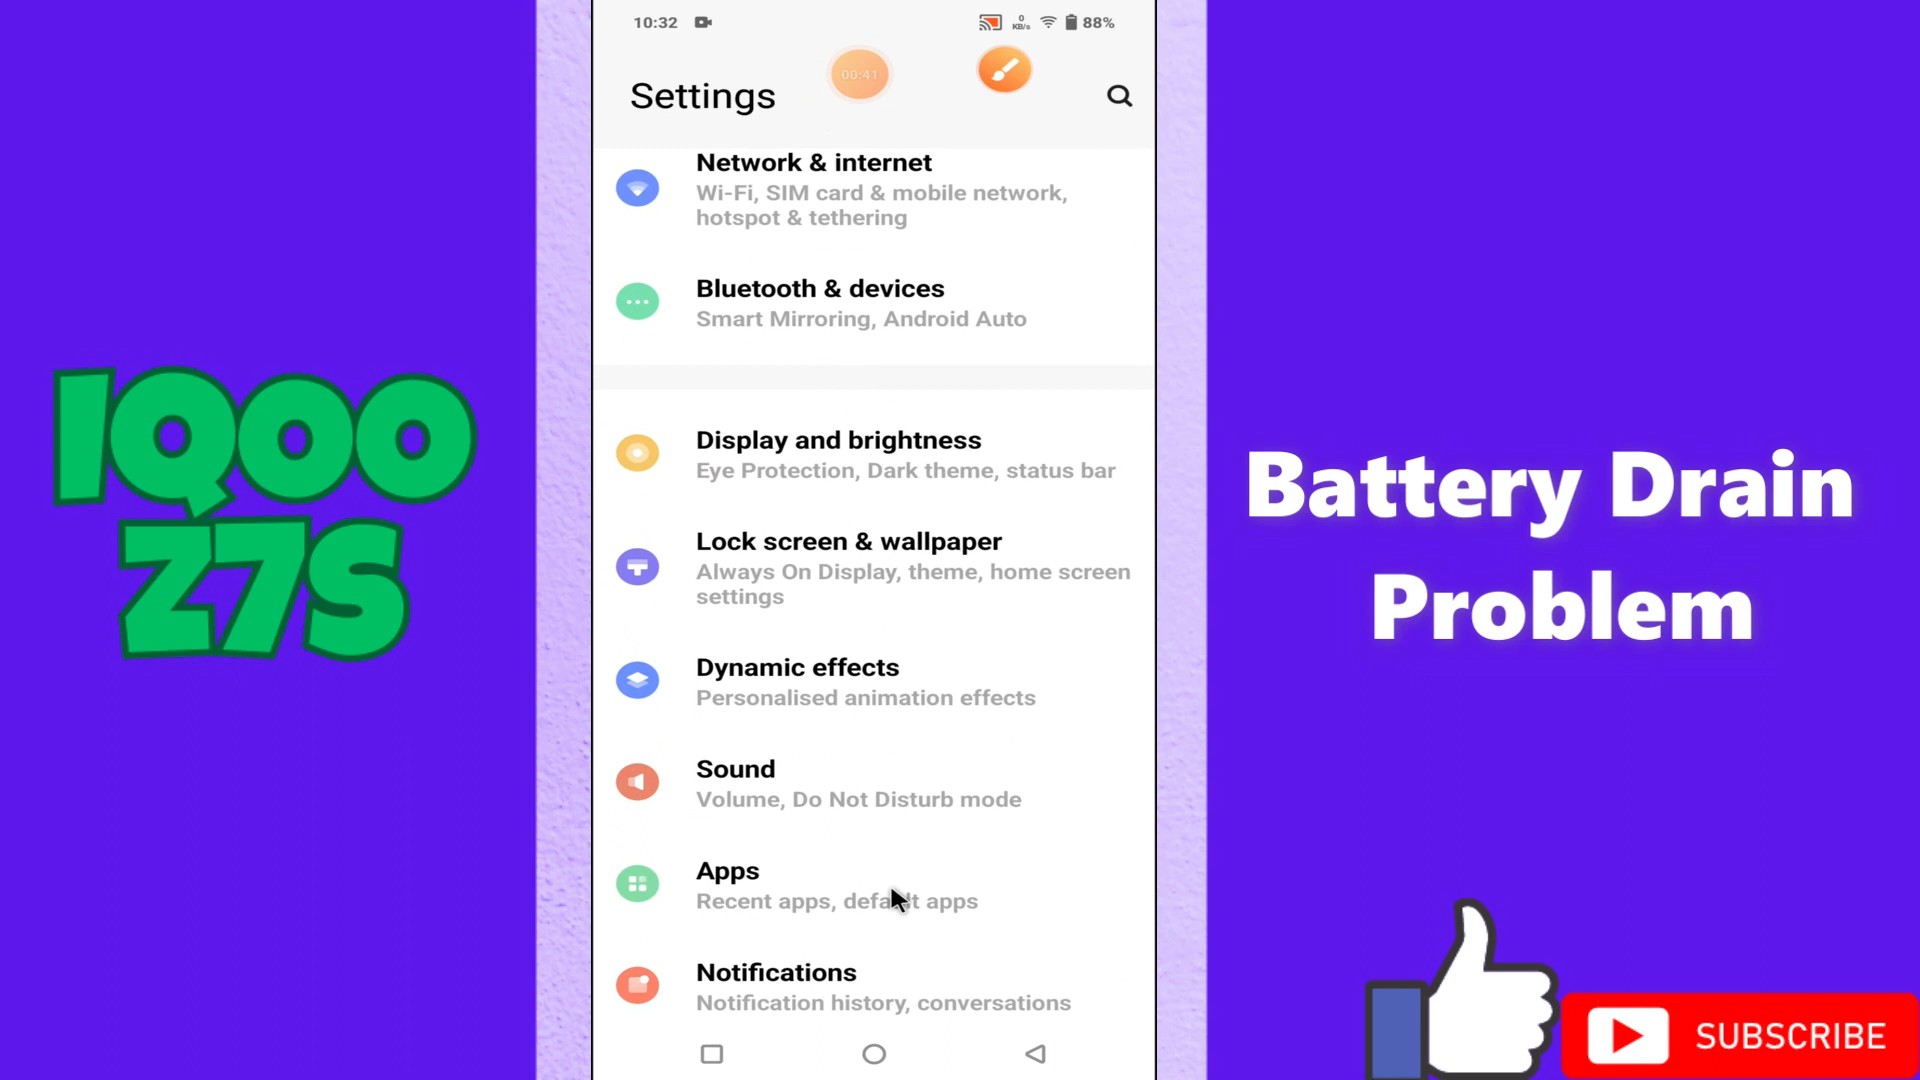 10:32
0
KB/s
88%
00:41
Settings
Network & internet
Wi-Fi, SIM card & mobile network,
hotspot & tethering
Bluetooth & devices
Smart Mirroring, Android Auto
Display and brightness
Eye Protection, Dark theme, status bar
Lock screen & wallpaper
Always On Display, theme, home screen
settings
Dynamic effects
Personalised animation effects
Sound
Volume, Do Not Disturb mode
Apps
Recent apps, default apps
Notifications
Notification history, conversations
IQOO
Z7S
Battery Drain
Problem
SUBSCRIBE